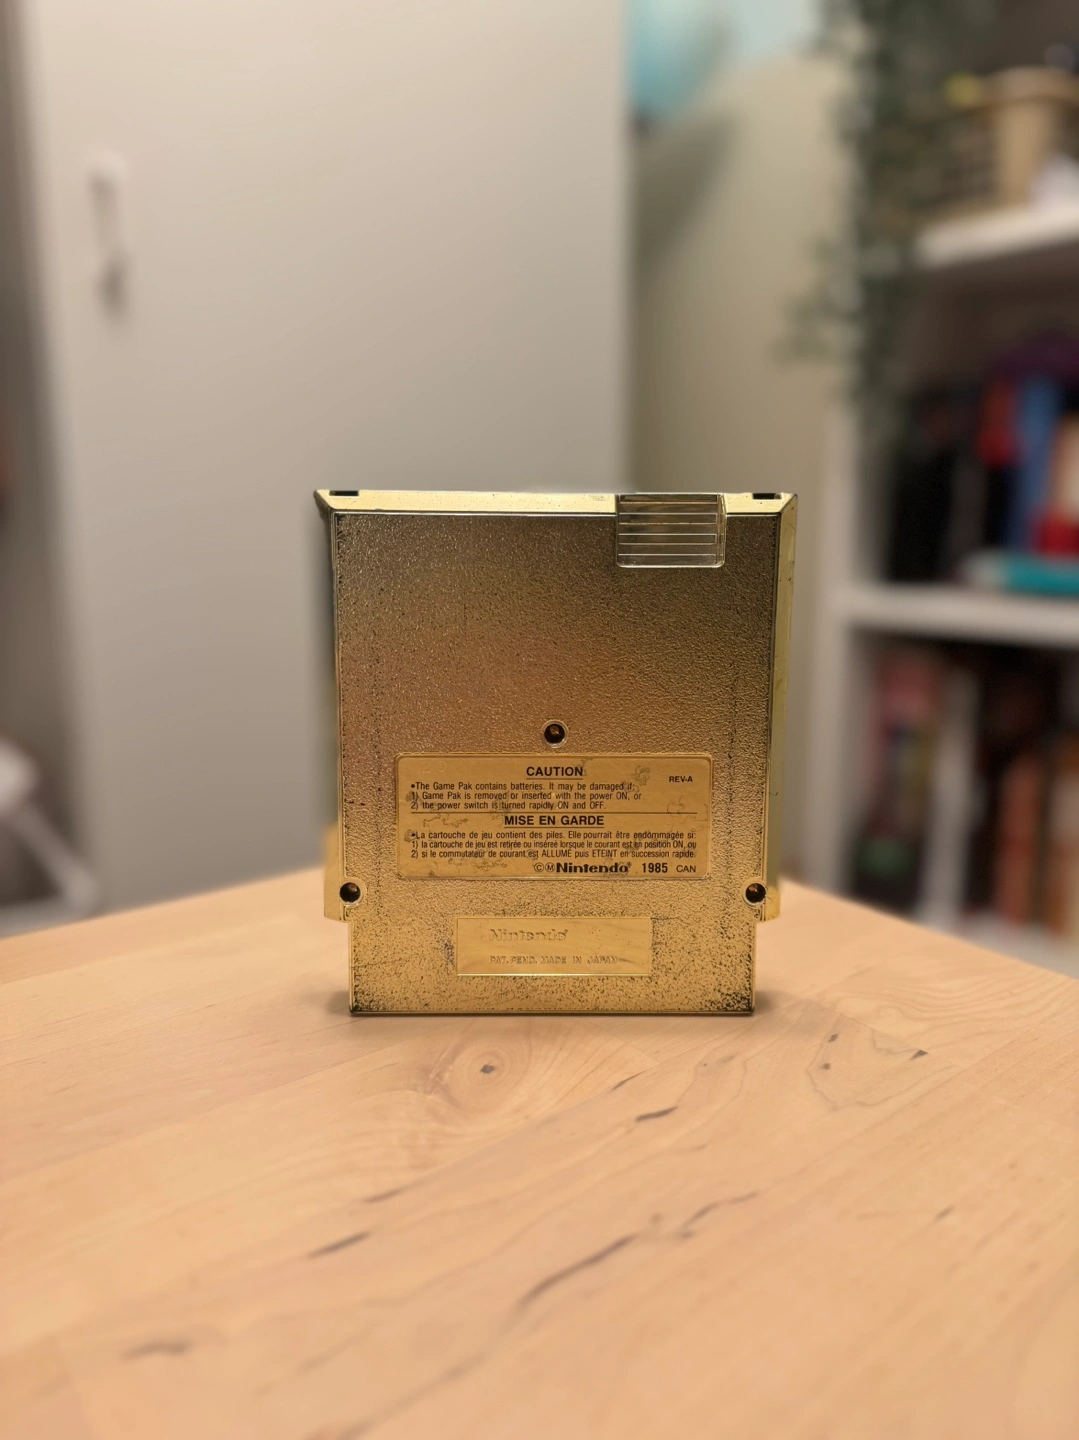 CAUTION
REV-A
•The Game Pak contains batteries. It may be damaged if:
1) Game Pak is removed or inserted with the power ON, or
2) the power switch is turned rapidly ON and OFF.
MISE EN GARDE
•La cartouche de jeu contient des piles. Elle pourrait être endommagée si:
1) la cartouche de jeu est retirée ou insérée lorsque le courant est en position ON, ou
2) si le commutateur de courant est ALLUMÉ puis ÉTEINT en succession rapide.
©Ⓜ Nintendo® 1985 CAN
Nintendo®
PAT. PEND. MADE IN JAPAN